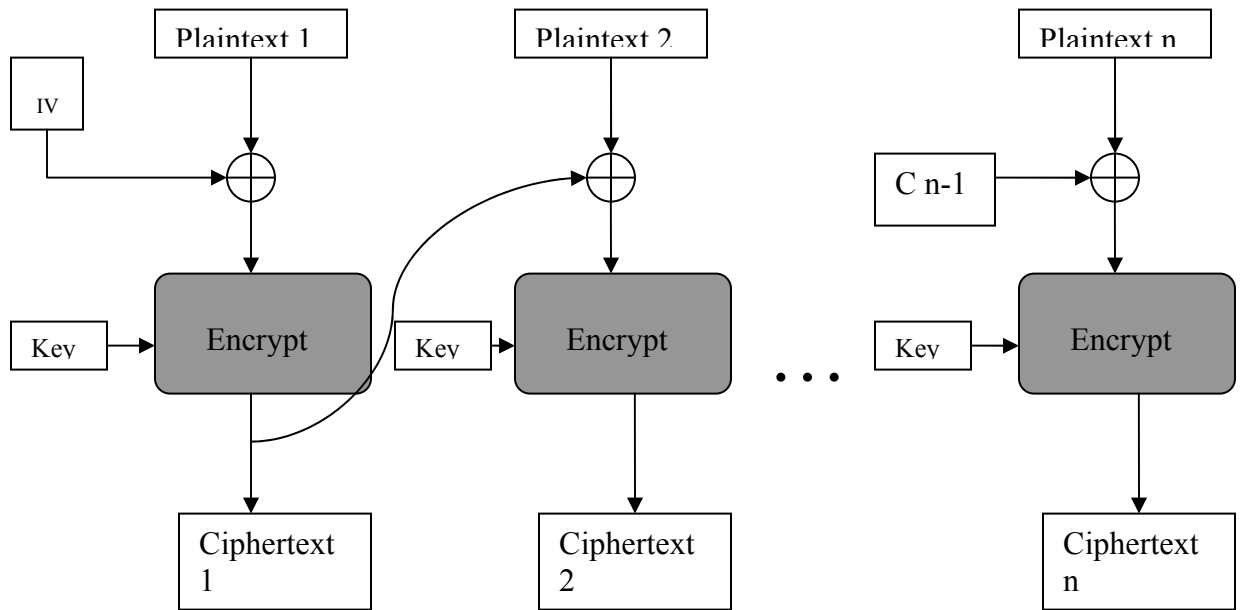 Plaintext 1
Plaintext 2
Plaintext n
IV
C n-1
Key
Encrypt
Key
Encrypt
. . .
Key
Encrypt
Ciphertext
1
Ciphertext
2
Ciphertext
n